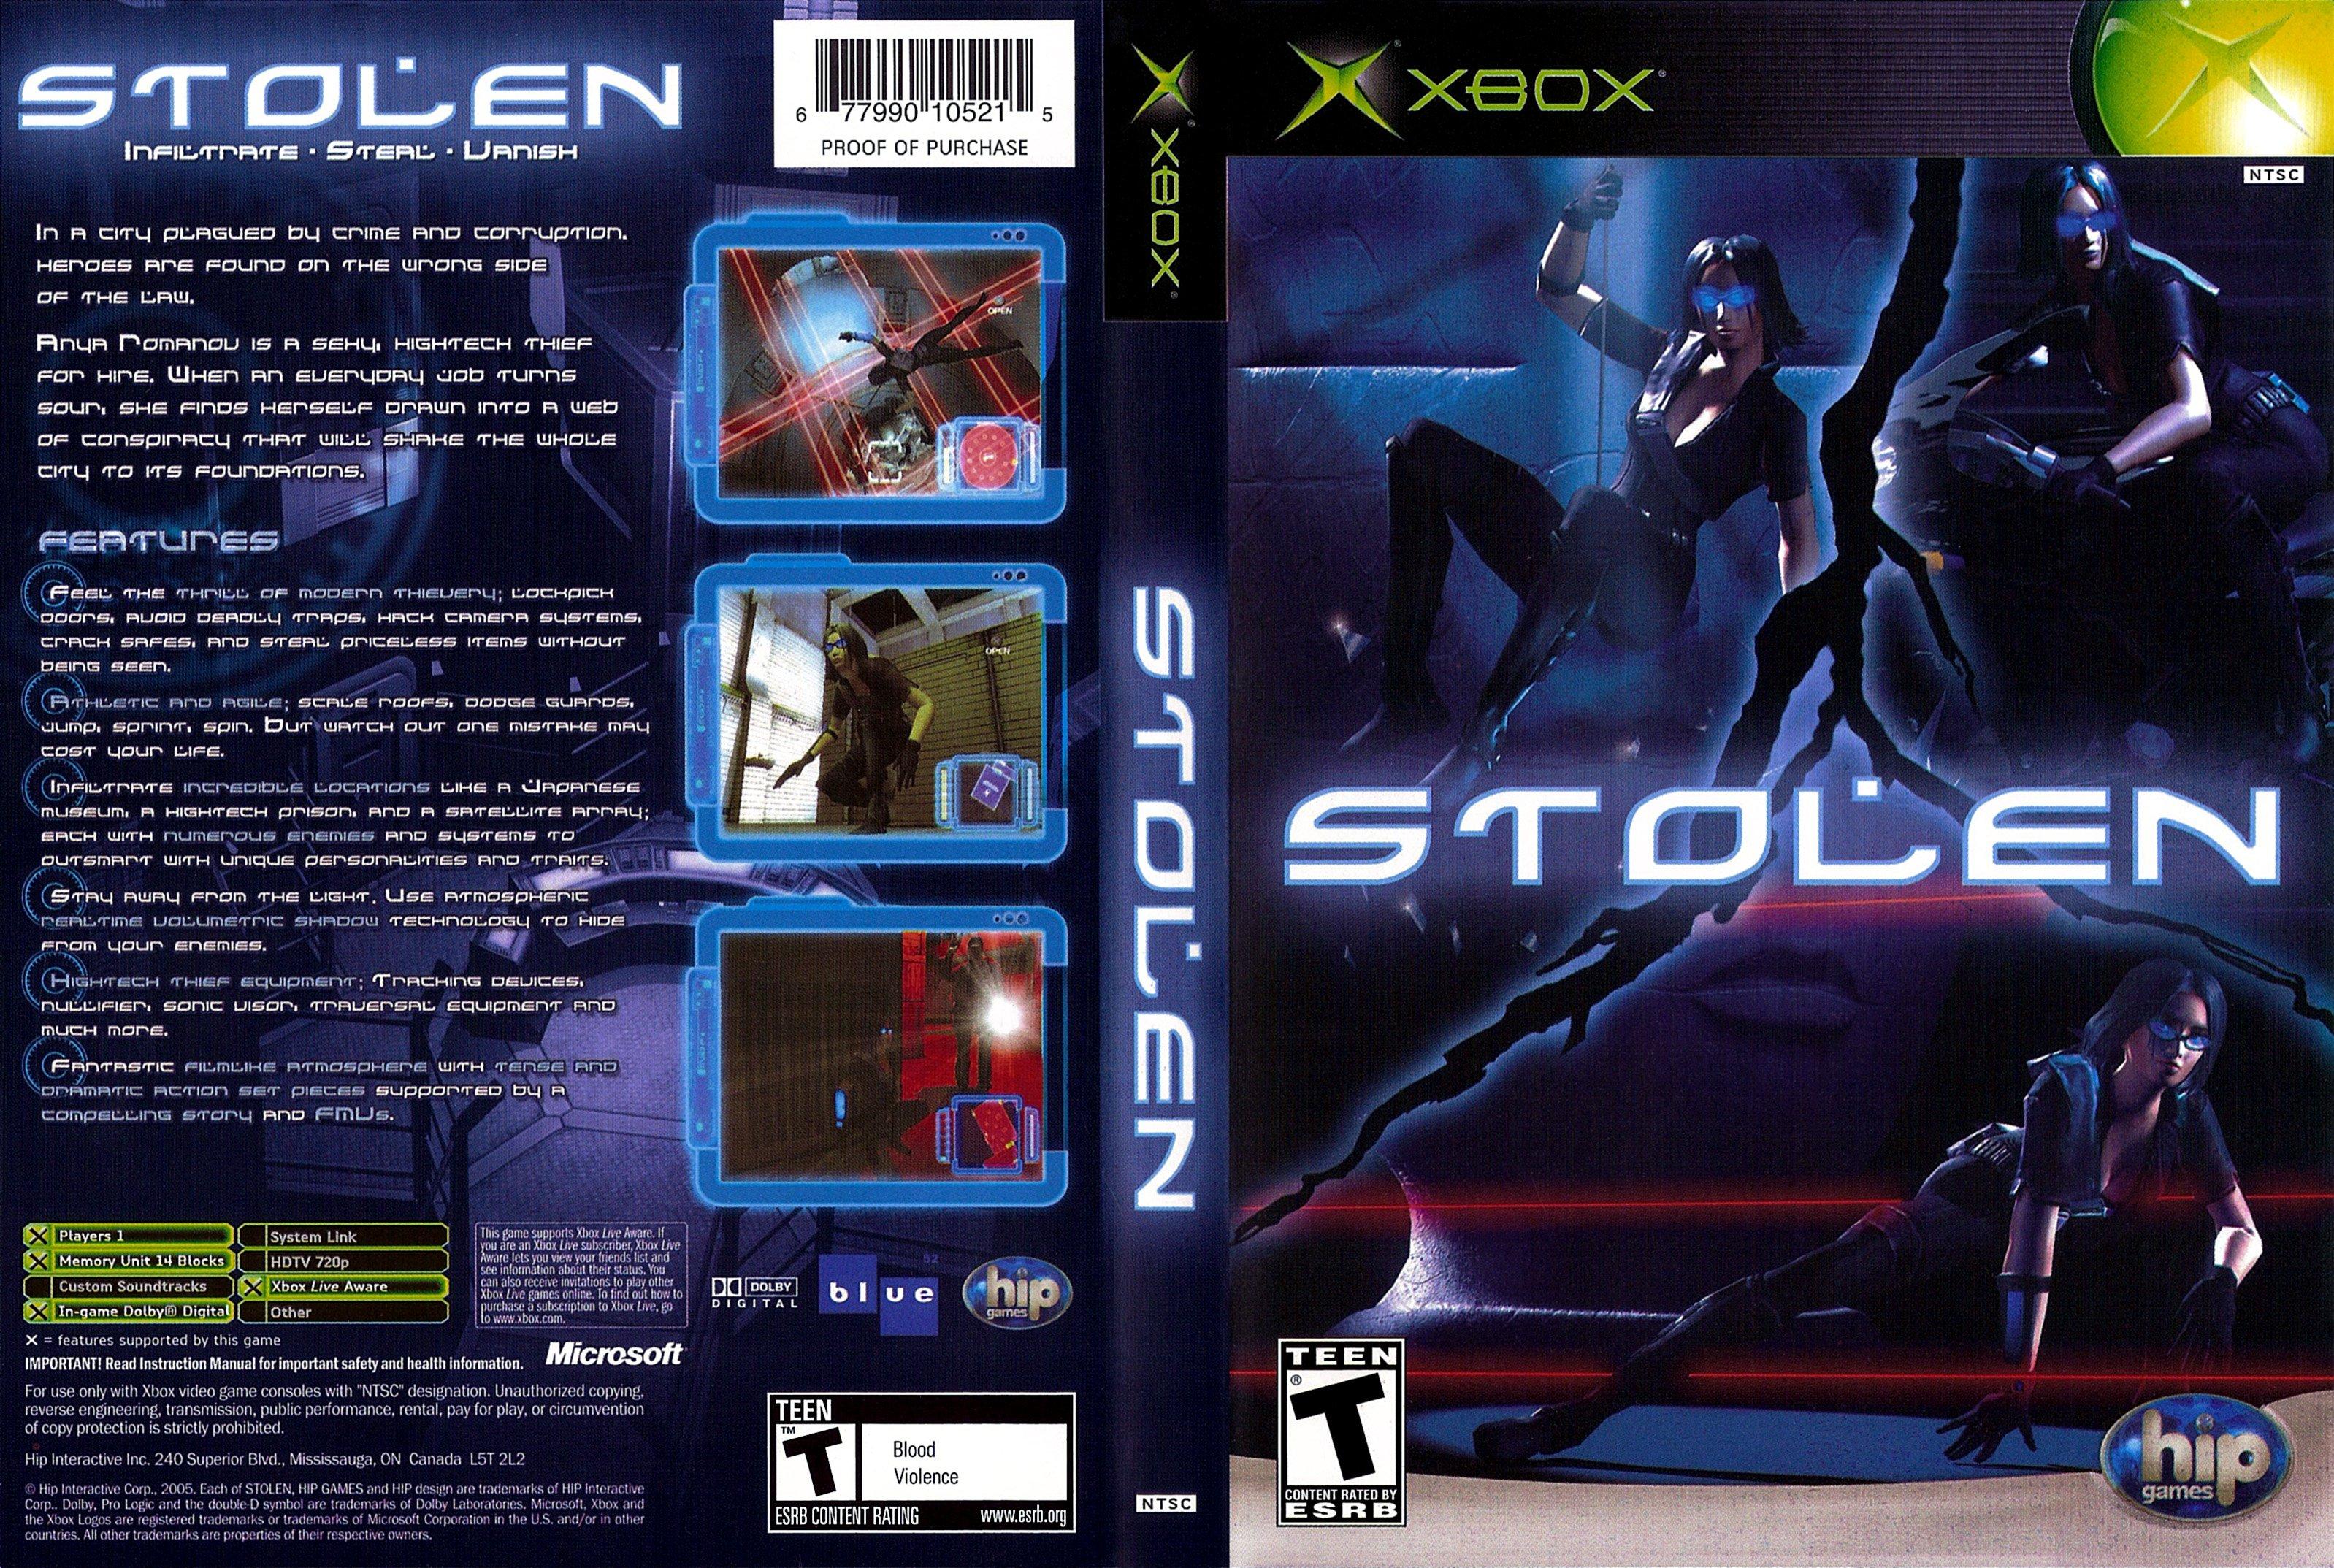 STOLEN
INFILTRATE · STEAL · VANISH
6 77990 10521 5
PROOF OF PURCHASE
IN A CITY PLAGUED BY CRIME AND CORRUPTION.
HEROES ARE FOUND ON THE WRONG SIDE
OF THE LAW.
ANYA ROMANOV IS A SEXY, HIGHTECH THIEF
FOR HIRE. WHEN AN EVERYDAY JOB TURNS
SOUR, SHE FINDS HERSELF DRAWN INTO A WEB
OF CONSPIRACY THAT WILL SHAKE THE WHOLE
CITY TO ITS FOUNDATIONS.
FEATURES
FEEL THE THRILL OF MODERN THIEVERY; LOCKPICK
DOORS, AVOID DEADLY TRAPS, HACK CAMERA SYSTEMS,
CRACK SAFES, AND STEAL PRICELESS ITEMS WITHOUT
BEING SEEN.
ATHLETIC AND AGILE; SCALE ROOFS, DODGE GUARDS,
JUMP, SPRINT, SPIN. BUT WATCH OUT ONE MISTAKE MAY
COST YOUR LIFE.
INFILTRATE INCREDIBLE LOCATIONS LIKE A JAPANESE
MUSEUM, A HIGHTECH PRISON, AND A SATELLITE ARRAY;
EACH WITH NUMEROUS ENEMIES AND SYSTEMS TO
OUTSMART WITH UNIQUE PERSONALITIES AND TRAITS.
STAY AWAY FROM THE LIGHT. USE ATMOSPHERIC
REALTIME VOLUMETRIC SHADOW TECHNOLOGY TO HIDE
FROM YOUR ENEMIES.
HIGHTECH THIEF EQUIPMENT; TRACKING DEVICES,
NULLIFIER, SONIC VISOR, TRAVERSAL EQUIPMENT AND
MUCH MORE.
FANTASTIC FILMLIKE ATMOSPHERE WITH TENSE AND
DRAMATIC ACTION SET PIECES SUPPORTED BY A
COMPELLING STORY AND FMVS.
OPEN
OPEN
Players 1
Memory Unit 14 Blocks
Custom Soundtracks
In-game Dolby® Digital
System Link
HDTV 720p
Xbox Live Aware
Other
X = features supported by this game
This game supports Xbox Live Aware. If
you are an Xbox Live subscriber, Xbox Live
Aware lets you view your friends list and
see information about their status. You
can also receive invitations to play other
Xbox Live games online. To find out how to
purchase a subscription to Xbox Live, go
to www.xbox.com.
Microsoft
DOLBY
DIGITAL
blue
52
hip
games
IMPORTANT! Read Instruction Manual for important safety and health information.
For use only with Xbox video game consoles with "NTSC" designation. Unauthorized copying,
reverse engineering, transmission, public performance, rental, pay for play, or circumvention
of copy protection is strictly prohibited.
Hip Interactive Inc. 240 Superior Blvd., Mississauga, ON Canada L5T 2L2
© Hip Interactive Corp., 2005. Each of STOLEN, HIP GAMES and HIP design are trademarks of HIP Interactive
Corp.. Dolby, Pro Logic and the double-D symbol are trademarks of Dolby Laboratories. Microsoft, Xbox and
the Xbox Logos are registered trademarks or trademarks of Microsoft Corporation in the U.S. and/or in other
countries. All other trademarks are properties of their respective owners.
TEEN
T™
Blood
Violence
ESRB CONTENT RATING www.esrb.org
XBOX®
STOLEN
NTSC
XBOX®
NTSC
STOLEN
TEEN
T®
CONTENT RATED BY
ESRB
hip
games